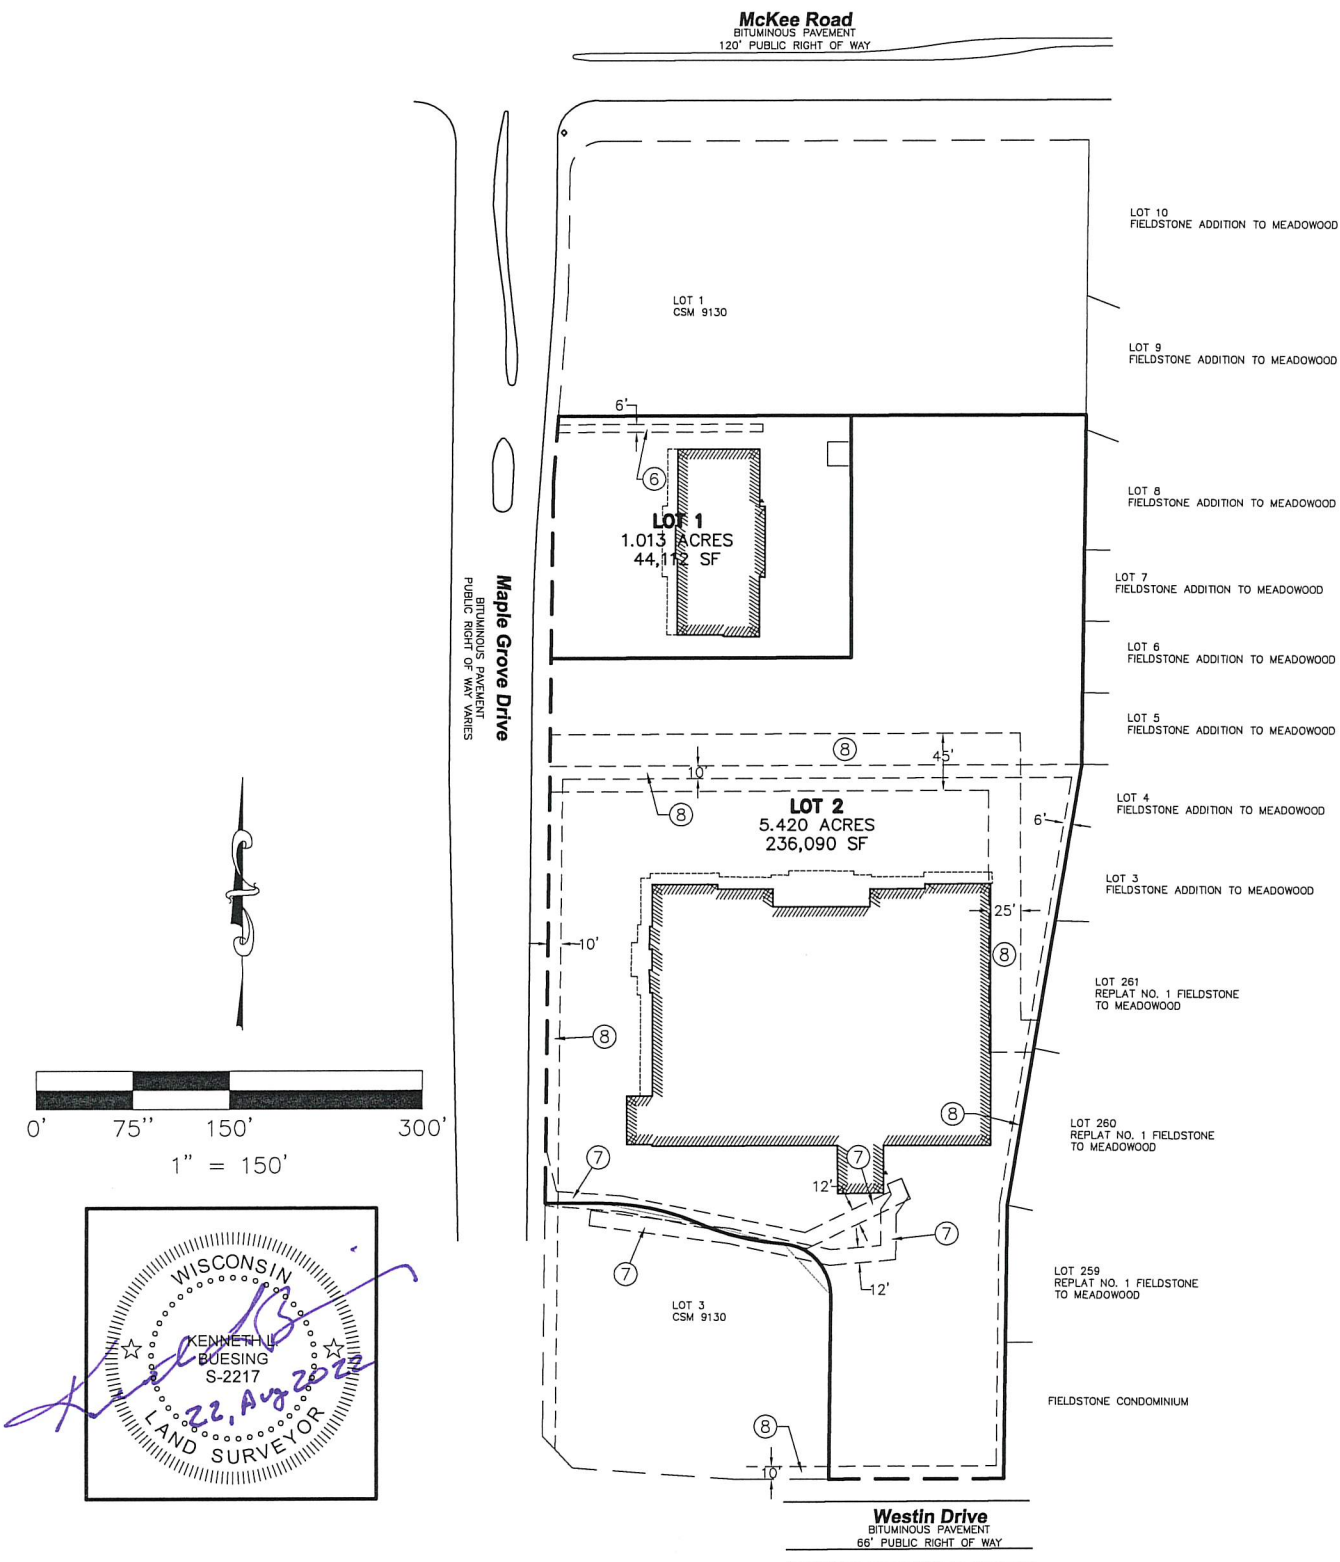 McKee Road
BITUMINOUS PAVEMENT
120' PUBLIC RIGHT OF WAY
LOT 10
FIELDSTONE ADDITION TO MEADOWOOD
LOT 1
CSM 9130
LOT 9
FIELDSTONE ADDITION TO MEADOWOOD
6'
6
LOT 8
FIELDSTONE ADDITION TO MEADOWOOD
LOT 1
1.013 ACRES
44,112 SF
Maple Grove Drive
BITUMINOUS PAVEMENT
PUBLIC RIGHT OF WAY VARIES
LOT 7
FIELDSTONE ADDITION TO MEADOWOOD
LOT 6
FIELDSTONE ADDITION TO MEADOWOOD
LOT 5
FIELDSTONE ADDITION TO MEADOWOOD
8
45'
10'
8
LOT 2
5.420 ACRES
236,090 SF
LOT 4
FIELDSTONE ADDITION TO MEADOWOOD
6'
LOT 3
FIELDSTONE ADDITION TO MEADOWOOD
25'
10'
8
LOT 261
REPLAT NO. 1 FIELDSTONE
TO MEADOWOOD
8
8
LOT 260
REPLAT NO. 1 FIELDSTONE
TO MEADOWOOD
0' 75" 150' 300'
1" = 150'
7
7
12'
7
7
12'
LOT 259
REPLAT NO. 1 FIELDSTONE
TO MEADOWOOD
LOT 3
CSM 9130
WISCONSIN
KENNETH L.
BUESING
S-2217
22, Aug 2022
LAND SURVEYOR
FIELDSTONE CONDOMINIUM
8
10'
Westin Drive
BITUMINOUS PAVEMENT
66' PUBLIC RIGHT OF WAY